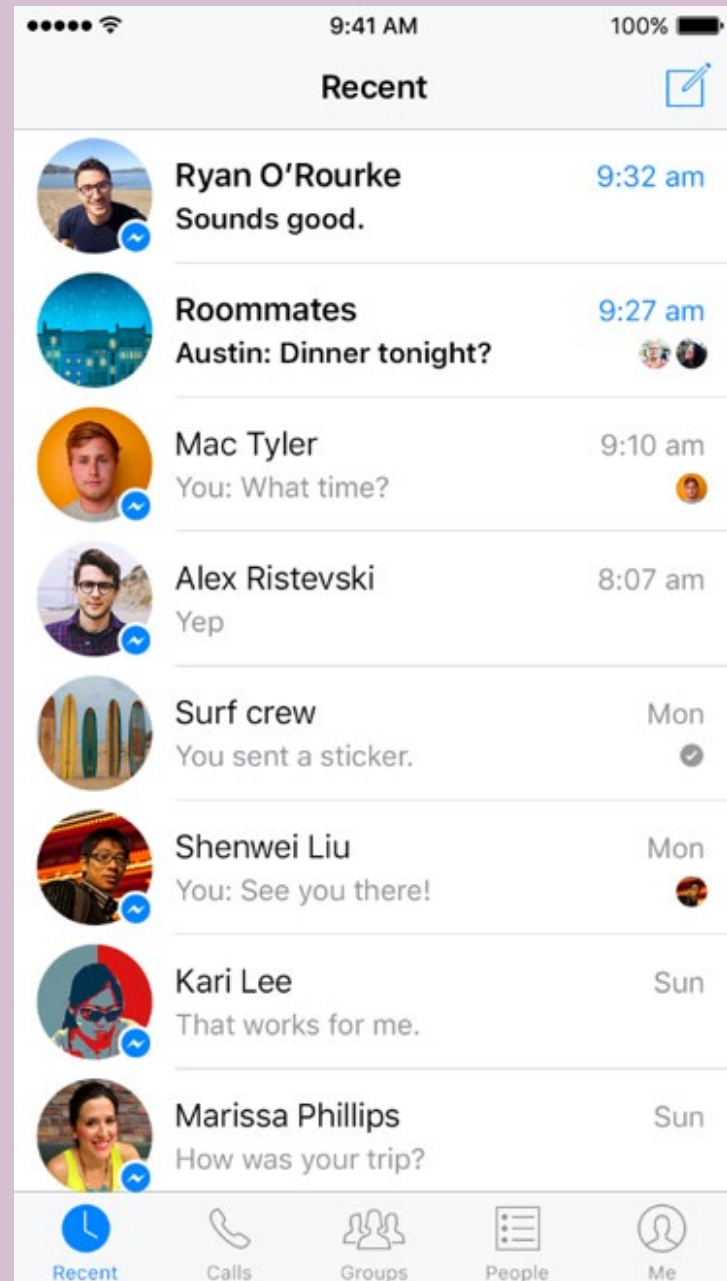 9:41 AM
100%
Recent
Ryan O’Rourke
9:32 am
Sounds good.
Roommates
9:27 am
Austin: Dinner tonight?
Mac Tyler
9:10 am
You: What time?
Alex Ristevski
8:07 am
Yep
Surf crew
Mon
You sent a sticker.
Shenwei Liu
Mon
You: See you there!
Kari Lee
Sun
That works for me.
Marissa Phillips
Sun
How was your trip?
Recent
Calls
Groups
People
Me